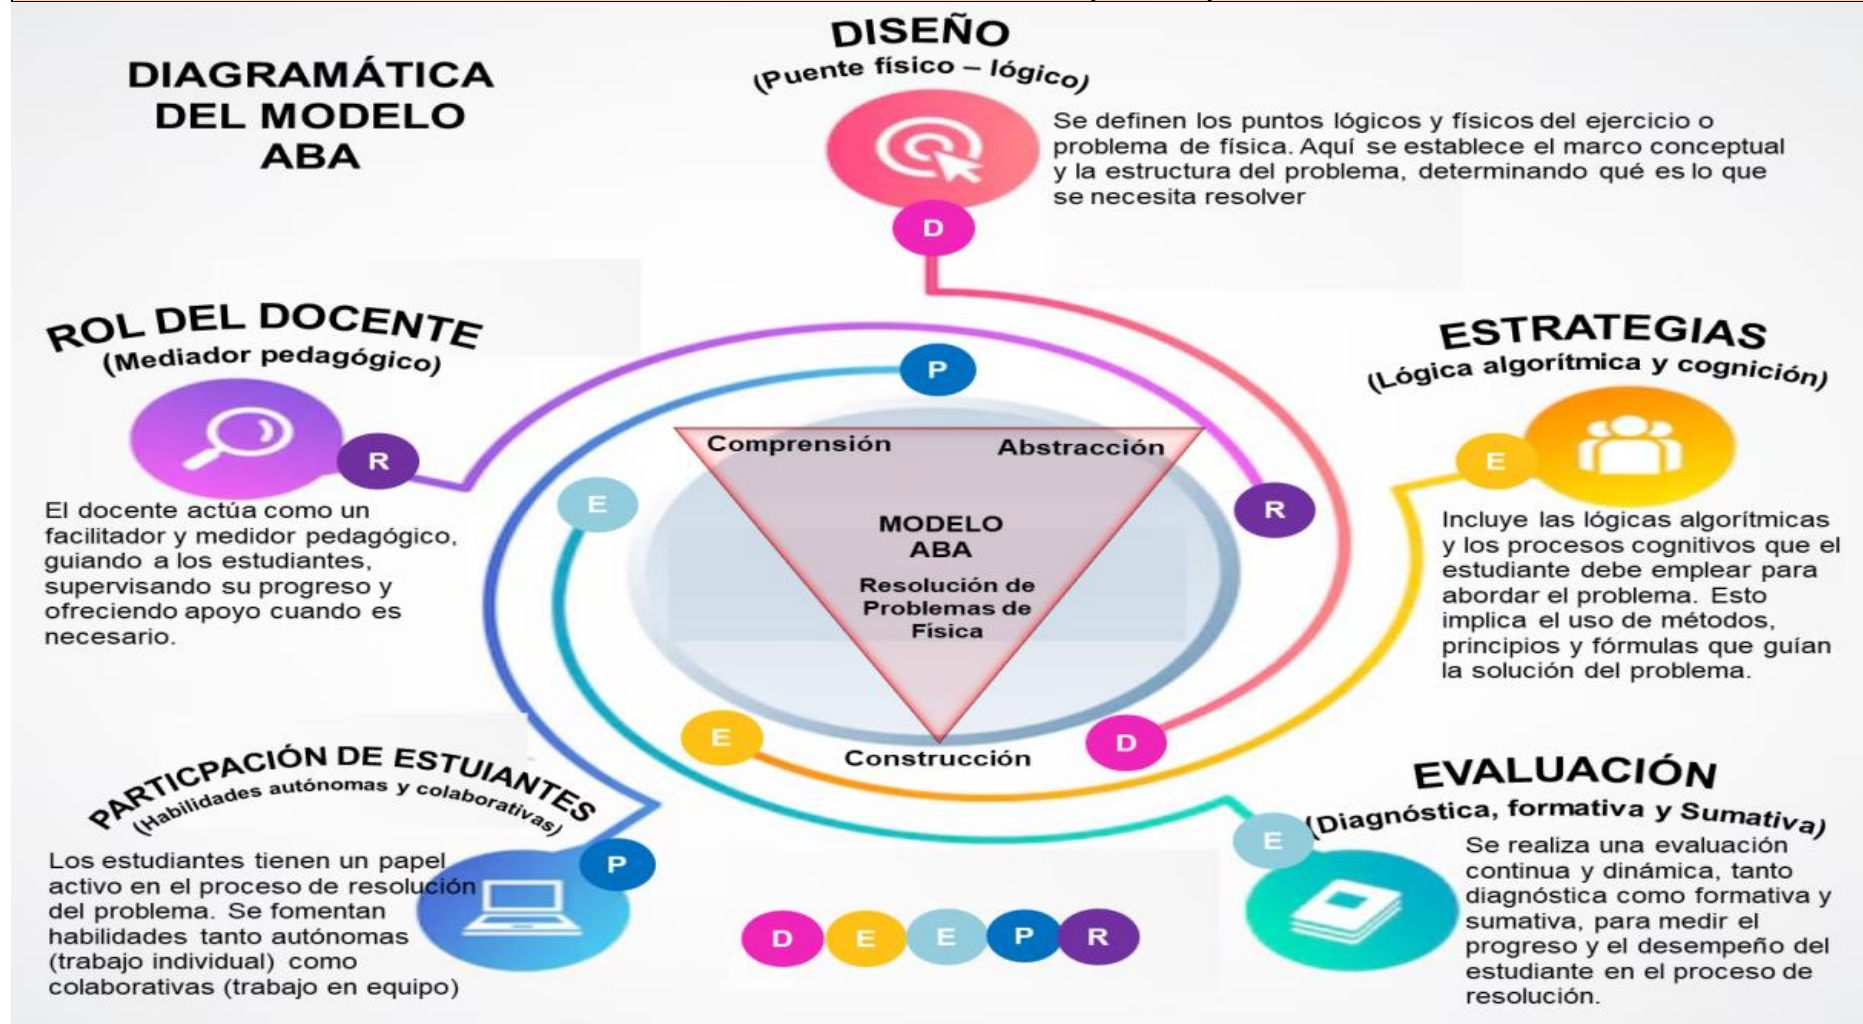 DIAGRAMÁTICA
DEL MODELO
ABA
DISEÑO
(Puente físico – lógico)
Se definen los puntos lógicos y físicos del ejercicio o
problema de física. Aquí se establece el marco conceptual
y la estructura del problema, determinando qué es lo que
se necesita resolver
D
ROL DEL DOCENTE
(Mediador pedagógico)
R
El docente actúa como un
facilitador y medidor pedagógico,
guiando a los estudiantes,
supervisando su progreso y
ofreciendo apoyo cuando es
necesario.
ESTRATEGIAS
(Lógica algorítmica y cognición)
E
Incluye las lógicas algorítmicas
y los procesos cognitivos que el
estudiante debe emplear para
abordar el problema. Esto
implica el uso de métodos,
principios y fórmulas que guían
la solución del problema.
P
E
R
Comprensión
Abstracción
MODELO
ABA
Resolución de
Problemas de
Física
E
D
Construcción
PARTICPACIÓN DE ESTUIANTES
(Habilidades autónomas y colaborativas)
P
Los estudiantes tienen un papel
activo en el proceso de resolución
del problema. Se fomentan
habilidades tanto autónomas
(trabajo individual) como
colaborativas (trabajo en equipo)
EVALUACIÓN
(Diagnóstica, formativa y Sumativa)
E
Se realiza una evaluación
continua y dinámica, tanto
diagnóstica como formativa y
sumativa, para medir el
progreso y el desempeño del
estudiante en el proceso de
resolución.
D E E P R